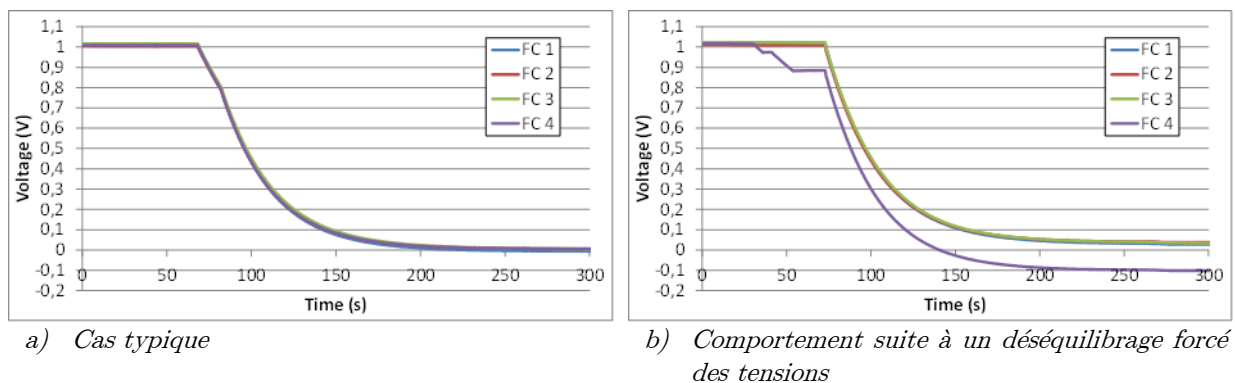 1,1
1
0,9
0,8
0,7
0,6
0,5
0,4
0,3
0,2
0,1
0
-0,1
-0,2
Voltage (V)
FC 1
FC 2
FC 3
FC 4
0 50 100 150 200 250 300
Time (s)
a) Cas typique
1,1
1
0,9
0,8
0,7
0,6
0,5
0,4
0,3
0,2
0,1
0
-0,1
-0,2
Voltage (V)
FC 1
FC 2
FC 3
FC 4
0 50 100 150 200 250 300
Time (s)
b) Comportement suite à un déséquilibrage forcé
des tensions